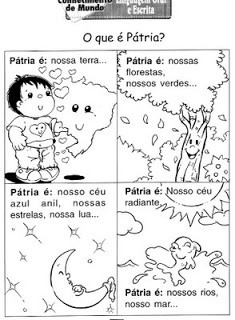 Conhecimento
de Mundo
Linguagem Oral
e Escrita
O que é Pátria?
Pátria é: nossa terra...
Pátria é: nossas
florestas,
nossos verdes...
Pátria é: nosso céu
azul anil, nossas
estrelas, nossa lua...
Pátria é: Nosso céu
radiante,
Pátria é: nossos rios,
nosso mar...